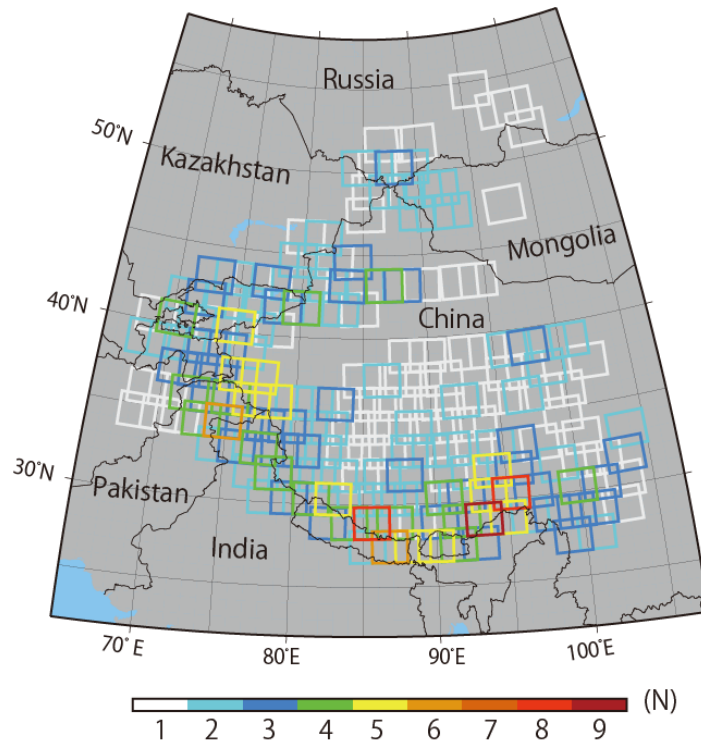 Russia
50°N
Kazakhstan
Mongolia
40°N
China
30°N
Pakistan
India
70°E
80°E
90°E
100°E
(N)
1 2 3 4 5 6 7 8 9